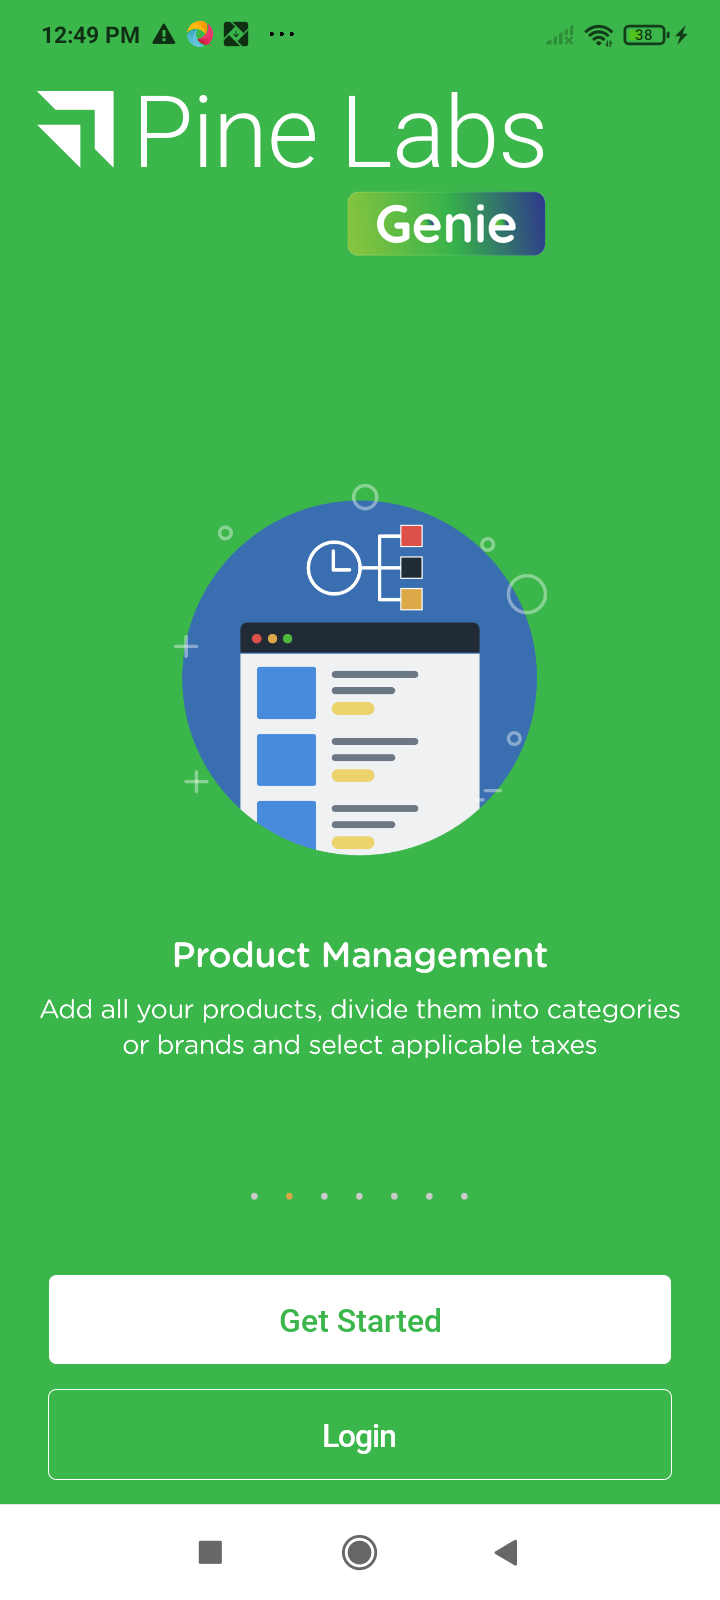 12:49 PM
38
Pine Labs
Genie
Product Management
Add all your products, divide them into categories
or brands and select applicable taxes
Get Started
Login